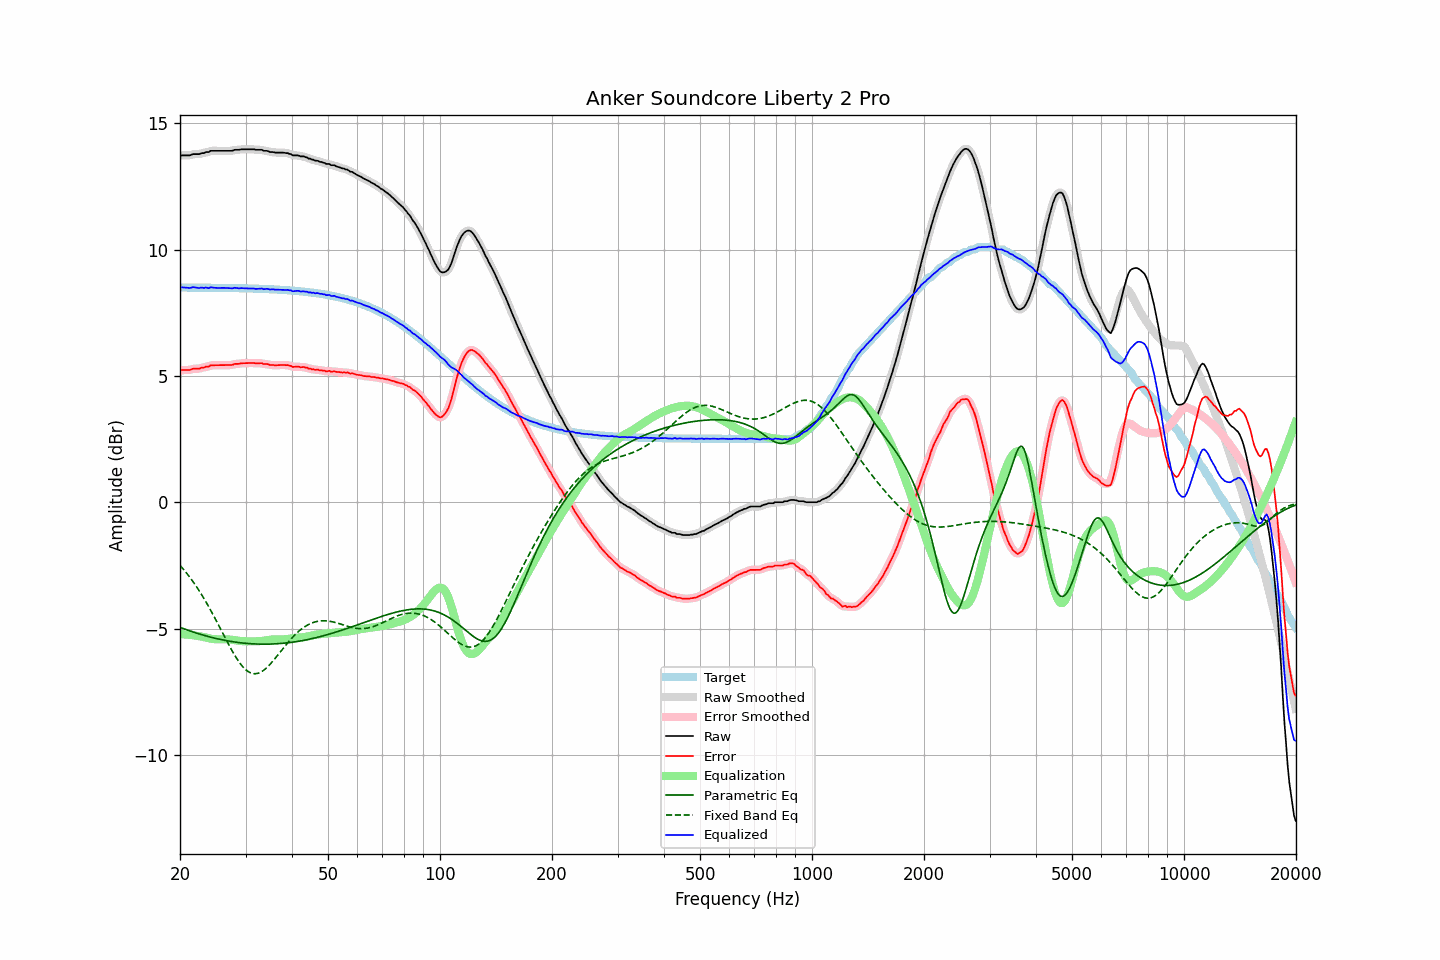 Anker Soundcore Liberty 2 Pro
Amplitude (dBr)
15
10
5
0
−5
−10
20
50
100
200
500
1000
2000
5000
10000
20000
Frequency (Hz)
Target
Raw Smoothed
Error Smoothed
Raw
Error
Equalization
Parametric Eq
Fixed Band Eq
Equalized